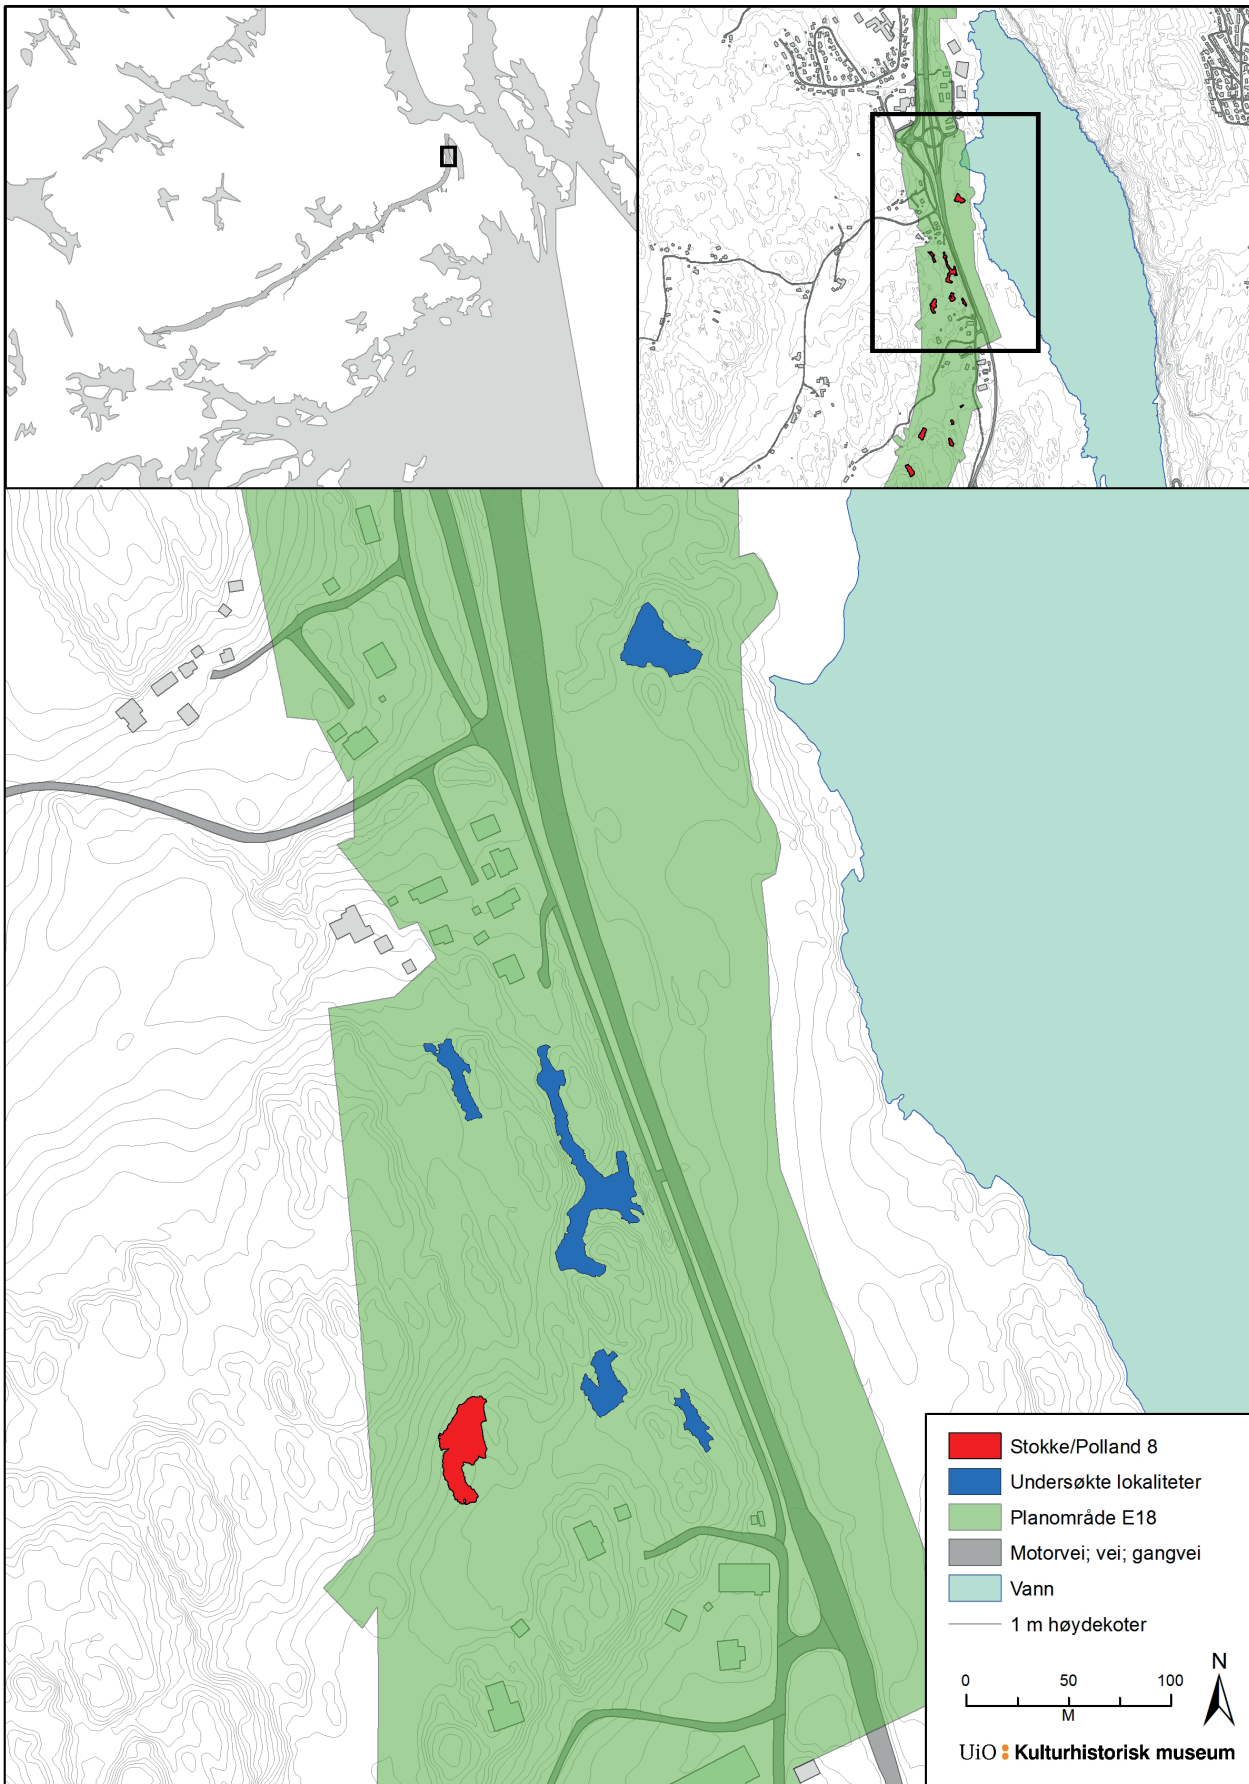 Stokke/Polland 8
Undersøkte lokaliteter
Planområde E18
Motorvei; vei; gangvei
Vann
1 m høydekoter
N
0 50 100
M
UiO Kulturhistorisk museum